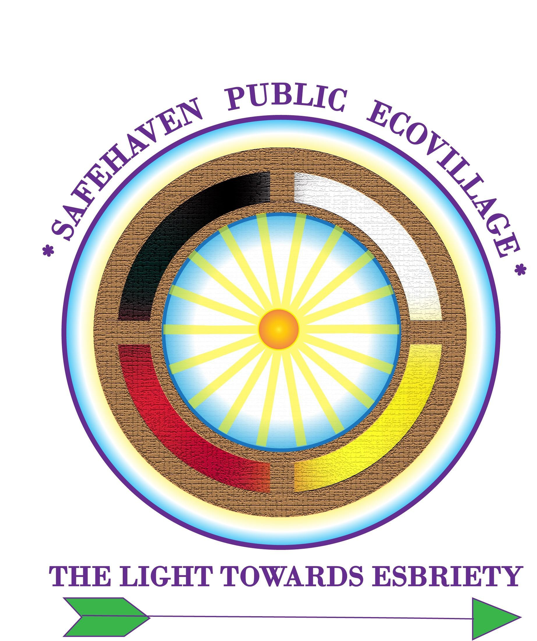 * SAFEHAVEN PUBLIC ECOVILLAGE *
THE LIGHT TOWARDS ESBRIETY